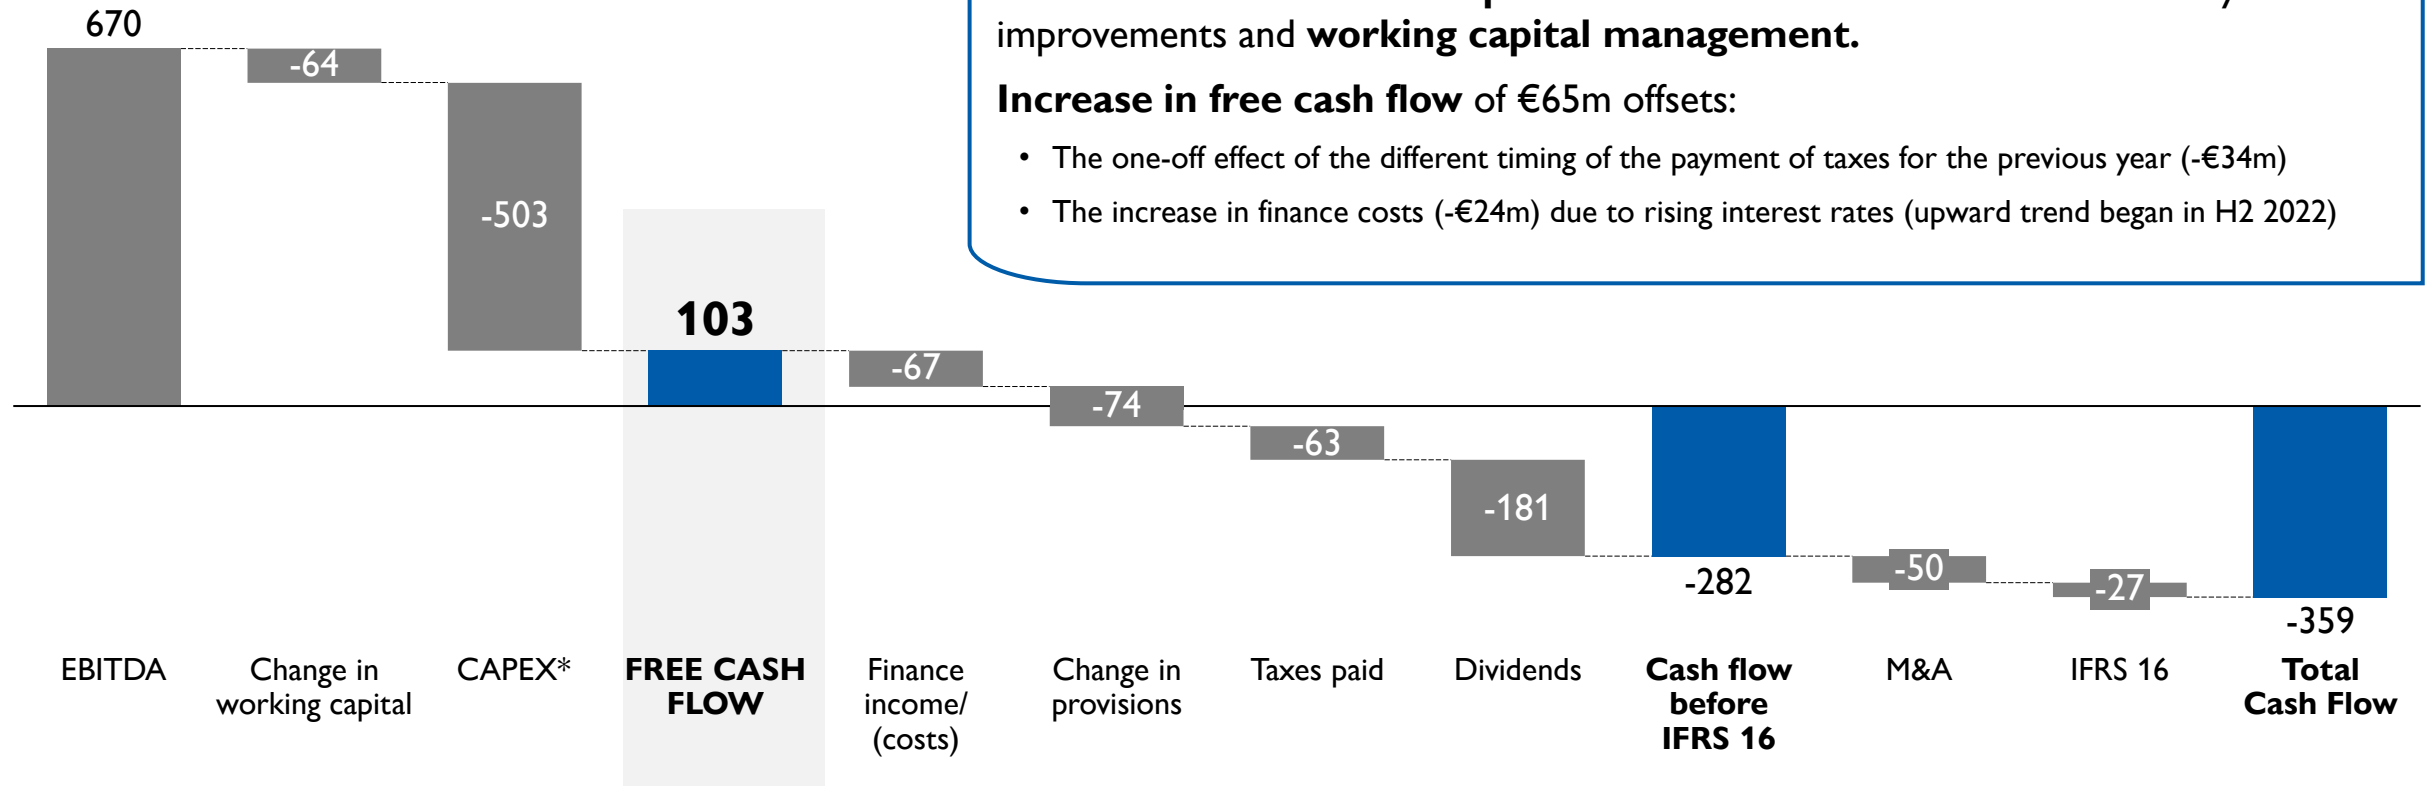 improvements and working capital management.
Increase in free cash flow of €65m offsets:
• The one-off effect of the different timing of the payment of taxes for the previous year (-€34m)
• The increase in finance costs (-€24m) due to rising interest rates (upward trend began in H2 2022)
670
-64
-503
103
-67
-74
-63
-181
-282
-50
-27
-359
EBITDA
Change in
working capital
CAPEX*
FREE CASH
FLOW
Finance
income/
(costs)
Change in
provisions
Taxes paid
Dividends
Cash flow
before
IFRS 16
M&A
IFRS 16
Total
Cash Flow